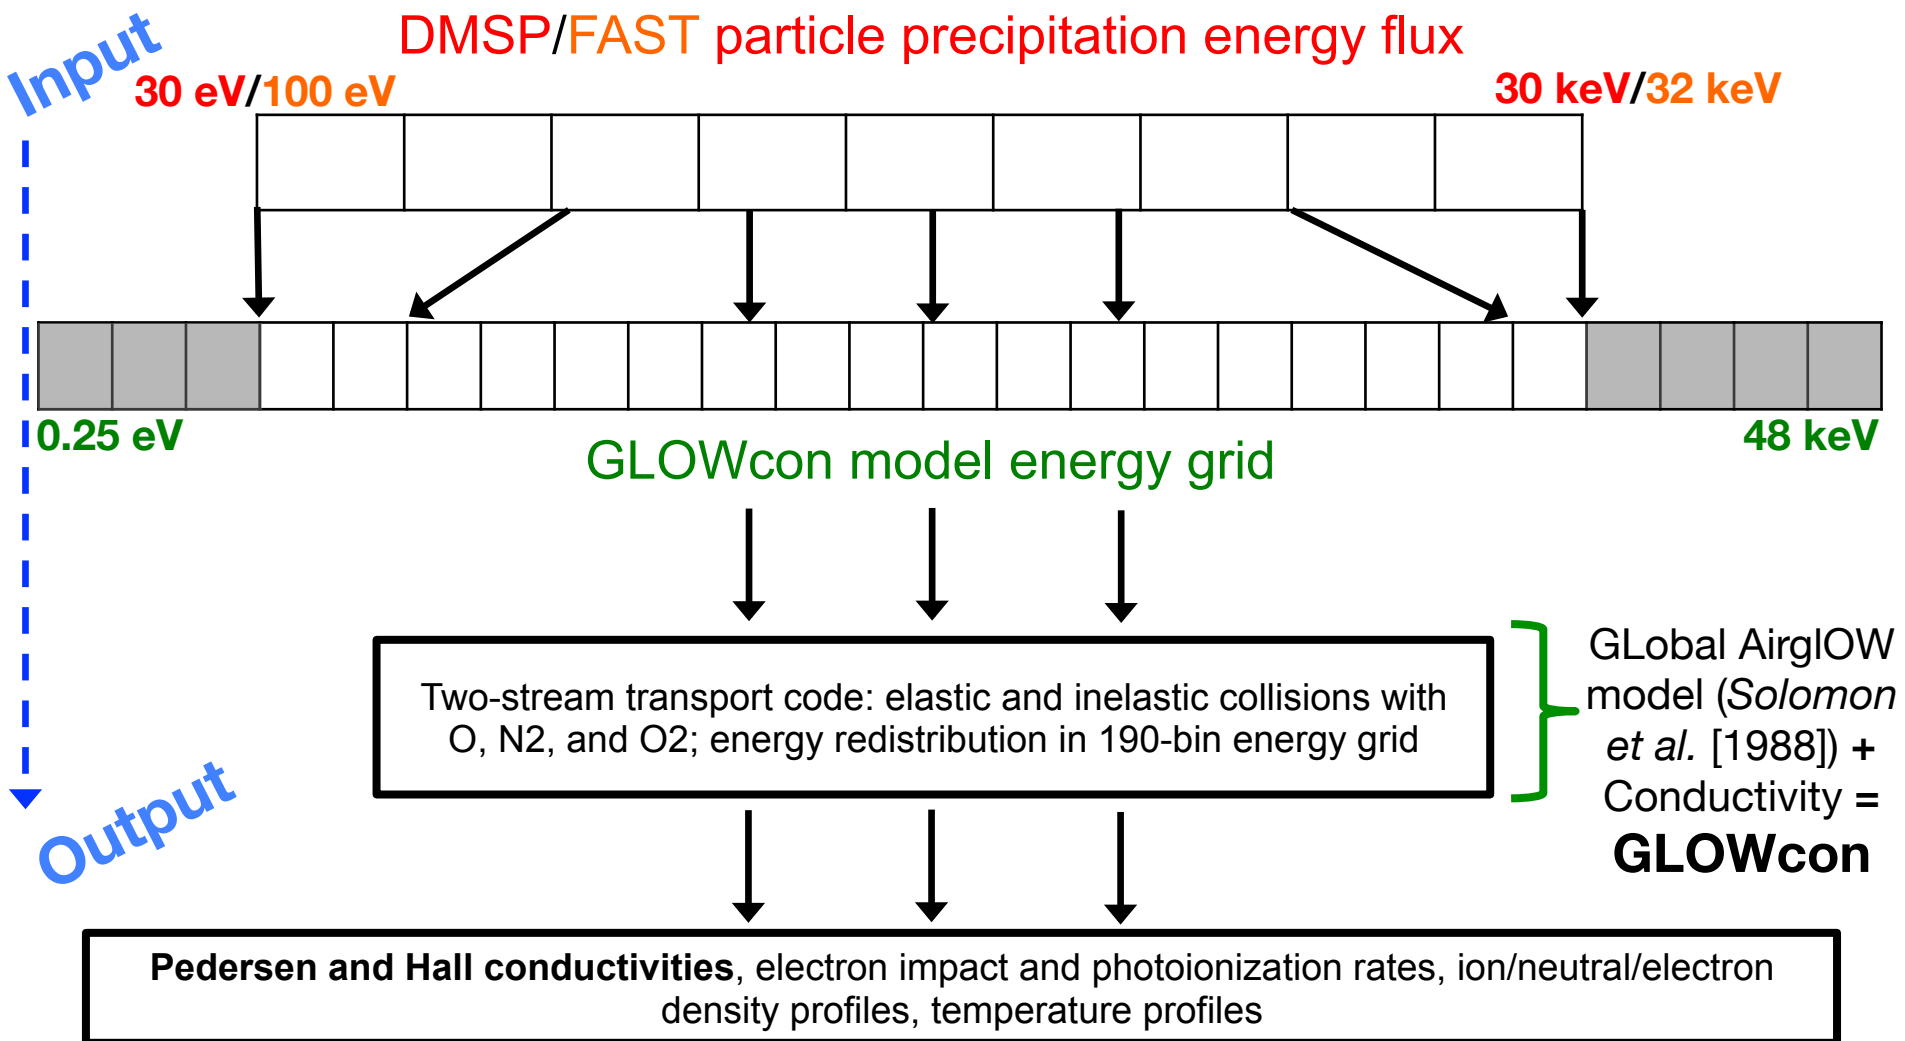 Input
DMSP/FAST particle precipitation energy flux
30 eV/100 eV
30 keV/32 keV
0.25 eV
48 keV
GLOWcon model energy grid
Two-stream transport code: elastic and inelastic collisions with
O, N2, and O2; energy redistribution in 190-bin energy grid
GLobal AirglOW
model (Solomon
et al. [1988]) +
Conductivity =
GLOWcon
Output
Pedersen and Hall conductivities, electron impact and photoionization rates, ion/neutral/electron
density profiles, temperature profiles